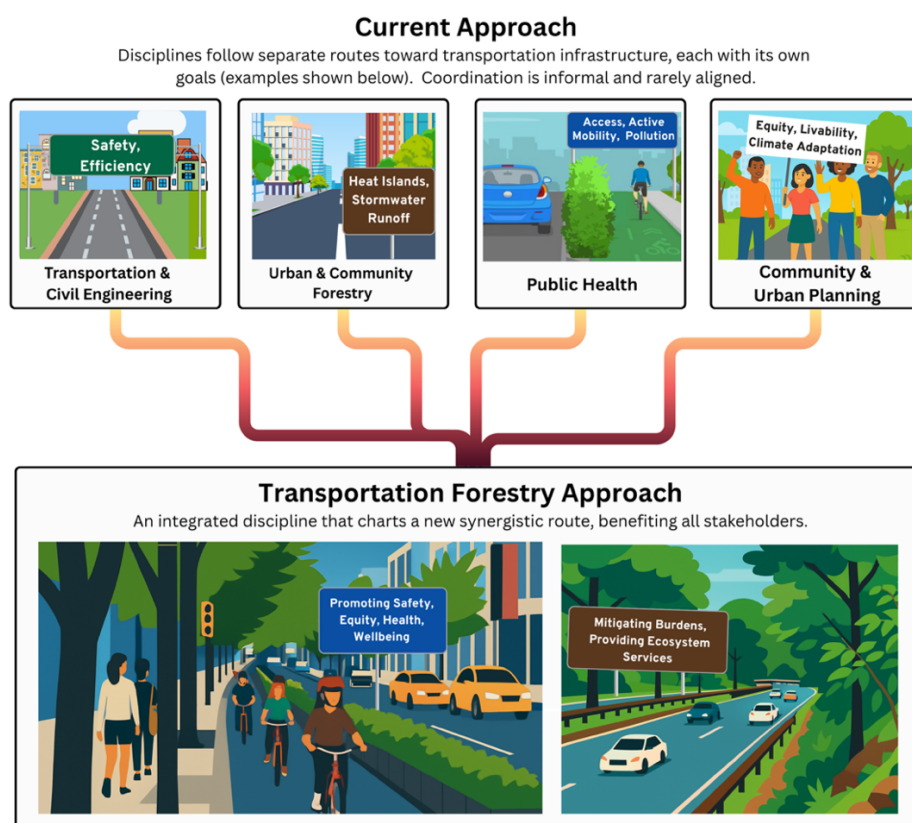 Current Approach
Disciplines follow separate routes toward transportation infrastructure, each with its own
goals (examples shown below). Coordination is informal and rarely aligned.
Safety,
Efficiency
Transportation &
Civil Engineering
Heat Islands,
Stormwater
Runoff
Urban & Community
Forestry
Access, Active
Mobility, Pollution
Public Health
Equity, Livability,
Climate Adaptation
Community &
Urban Planning
Transportation Forestry Approach
An integrated discipline that charts a new synergistic route, benefiting all stakeholders.
Promoting Safety,
Equity, Health,
Wellbeing
Mitigating Burdens,
Providing Ecosystem
Services